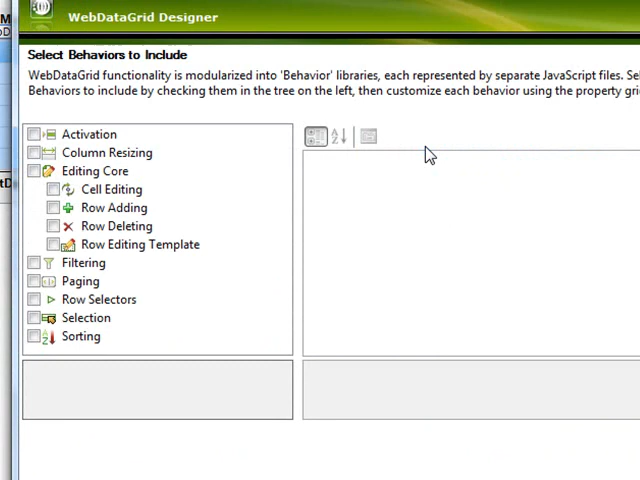 WebDataGrid Designer
Select Behaviors to Include
WebDataGrid functionality is modularized into 'Behavior' libraries, each represented by separate JavaScript files.
Behaviors to include by checking them in the tree on the left, then customize each behavior using the property
Activation
Column Resizing
Editing Core
Cell Editing
Row Adding
Row Deleting
Row Editing Template
Filtering
Paging
Row Selectors
Selection
Sorting